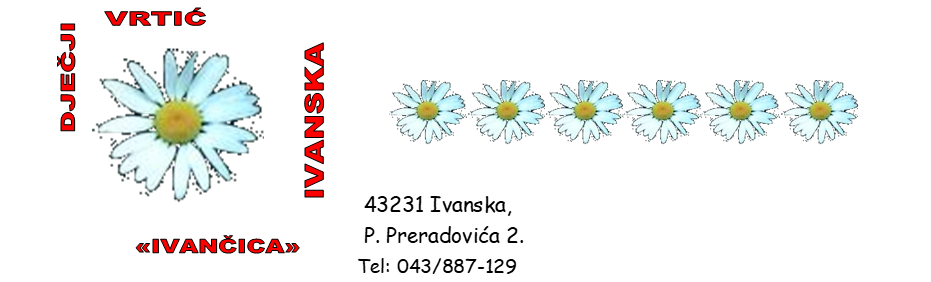 DJEČJI
VRTIĆ
IVANSKA
«IVANČICA»
43231 Ivanska,
P. Preradovića 2.
Tel: 043/887-129